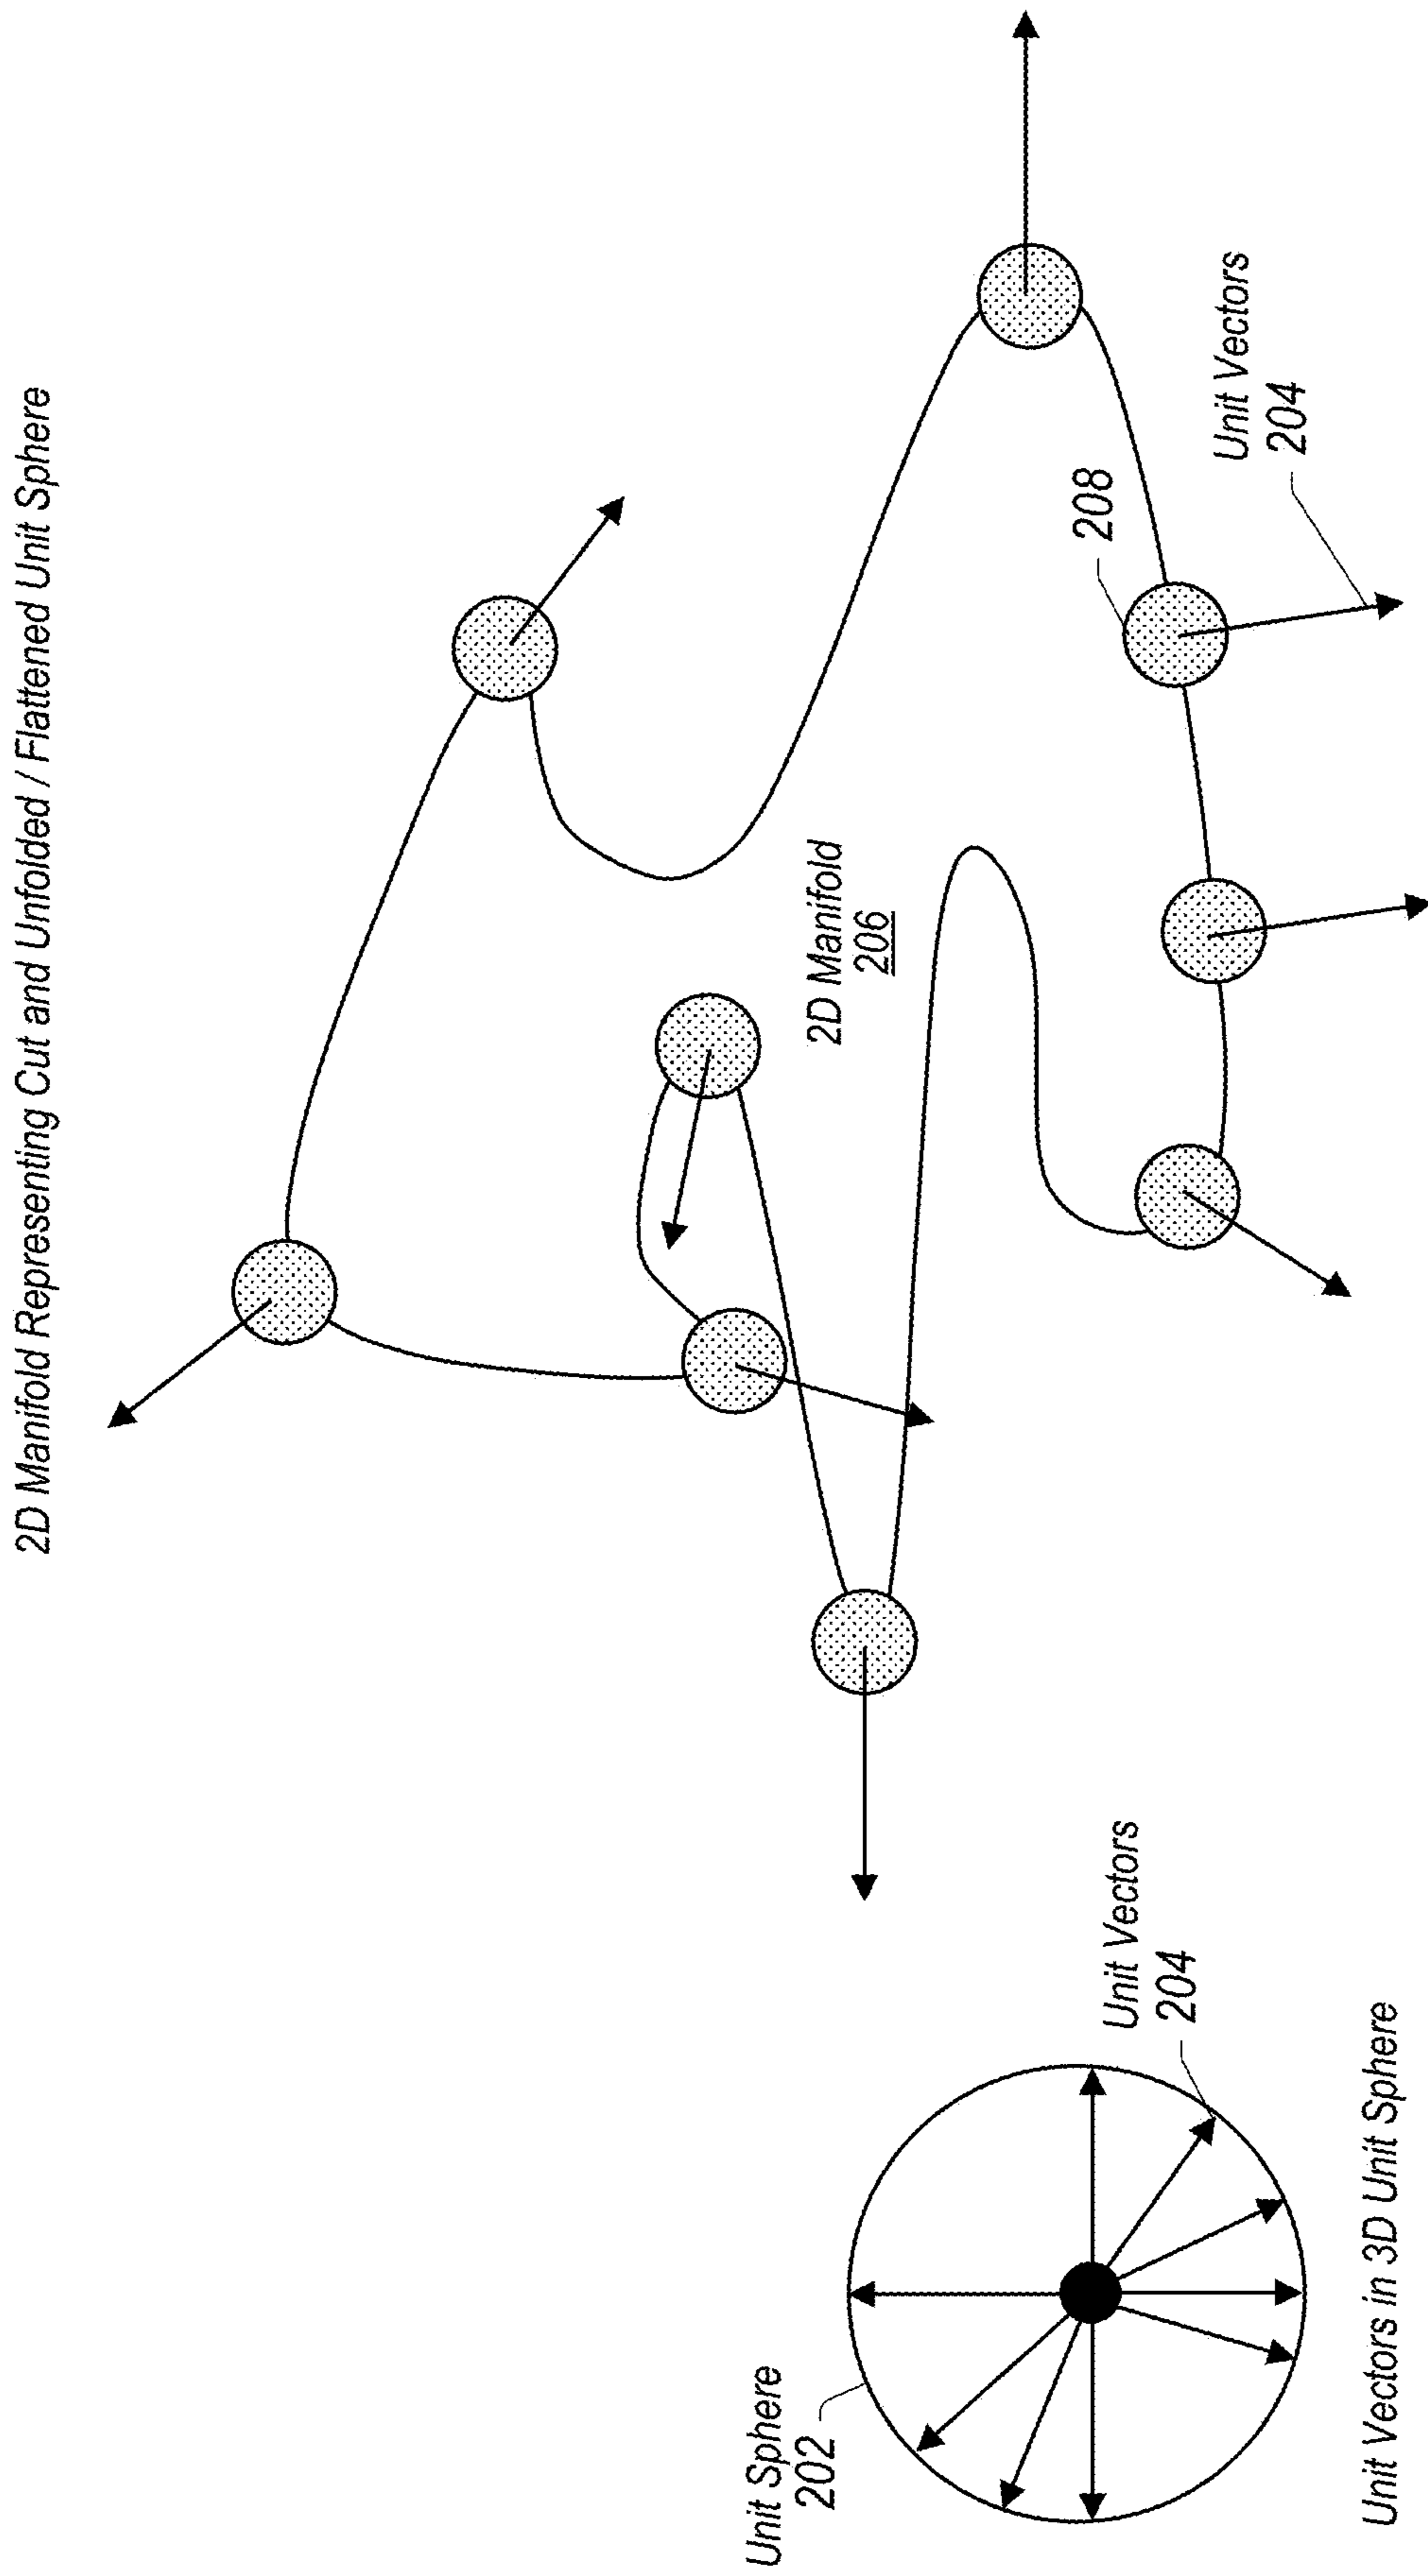 2D Manifold Representing Cut and Unfolded / Flattened Unit Sphere
2D Manifold
206
208
Unit Vectors
204
Unit Sphere
202
Unit Vectors
204
Unit Vectors in 3D Unit Sphere